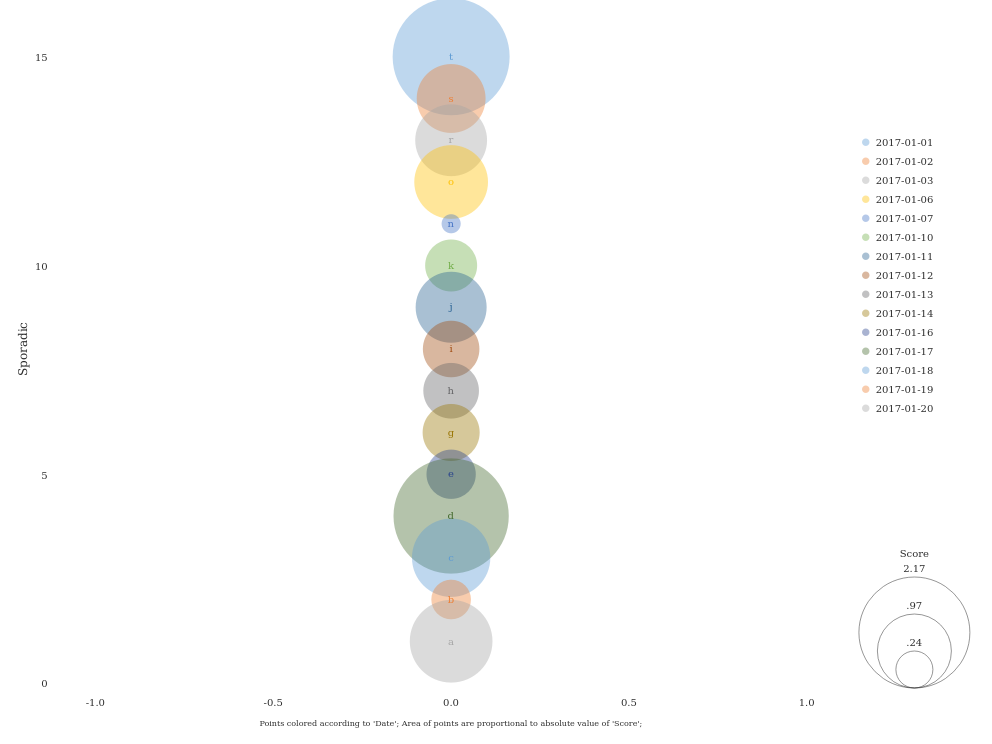 15
10
5
0
Sporadic
t
s
r
o
n
k
j
i
h
g
e
d
c
b
a
-1.0
-0.5
0.0
0.5
1.0
Points colored according to 'Date'; Area of points are proportional to absolute value of 'Score';
2017-01-01
2017-01-02
2017-01-03
2017-01-06
2017-01-07
2017-01-10
2017-01-11
2017-01-12
2017-01-13
2017-01-14
2017-01-16
2017-01-17
2017-01-18
2017-01-19
2017-01-20
Score
2.17
.97
.24